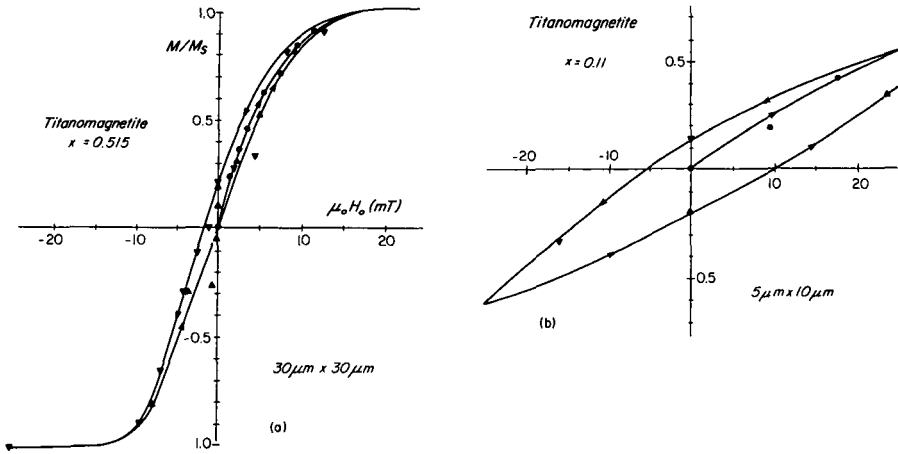 1.0
M/Ms
Titanomagnetite
x = 0.515
0.5
μₒHₒ (mT)
-20 -10 10 20
-0.5
30μm x 30μm
1.0
(a)
Titanomagnetite
x = 0.11
0.5
-20 -10 10 20
0.5
5μm x 10μm
(b)